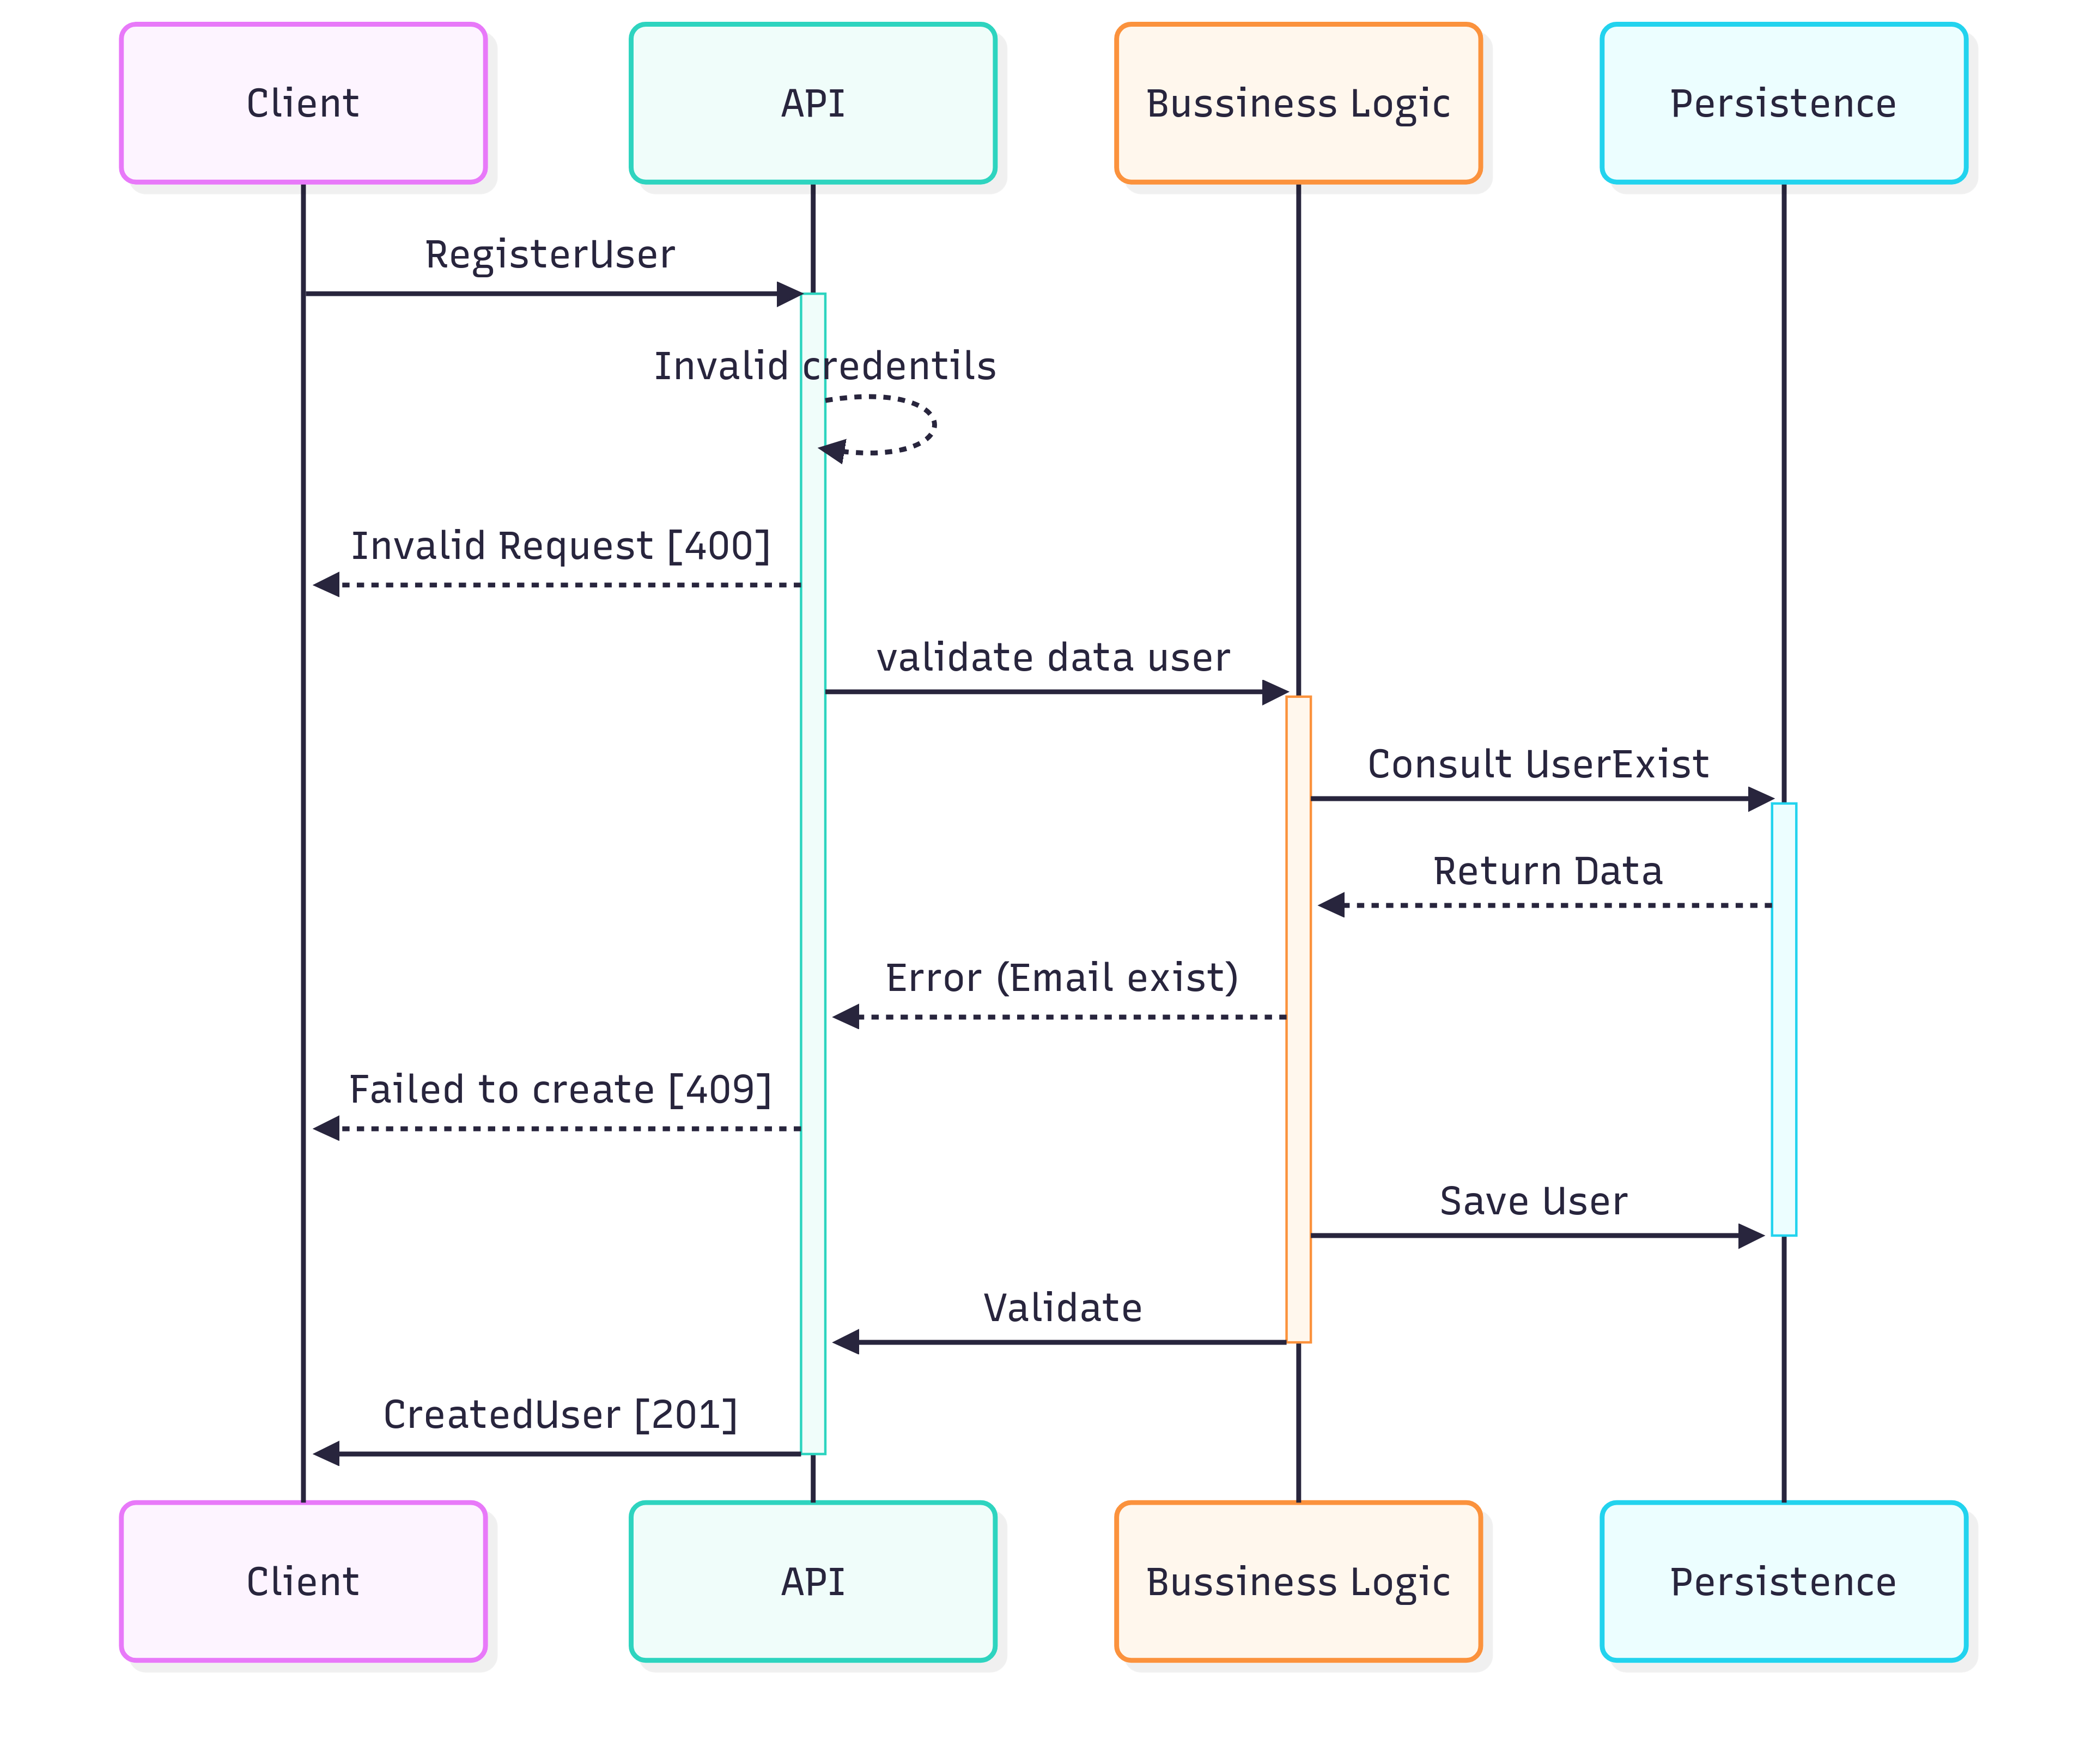 Client
API
Bussiness Logic
Persistence
RegisterUser
Invalid credentils
Invalid Request [400]
validate data user
Consult UserExist
Return Data
Error (Email exist)
Failed to create [409]
Save User
Validate
CreatedUser [201]
Client
API
Bussiness Logic
Persistence